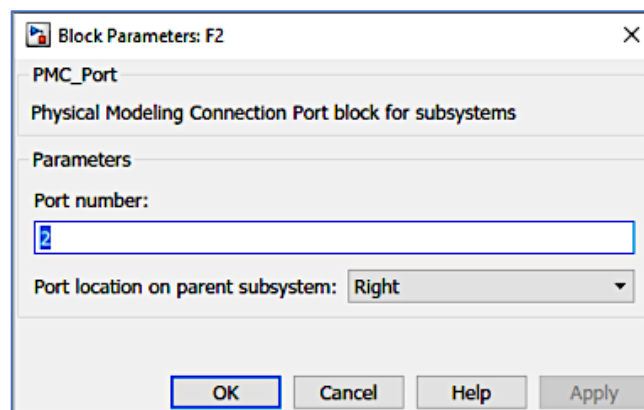 Block Parameters: F2
PMC_Port
Physical Modeling Connection Port block for subsystems
Parameters
Port number:
2
Port location on parent subsystem: Right
OK Cancel Help Apply